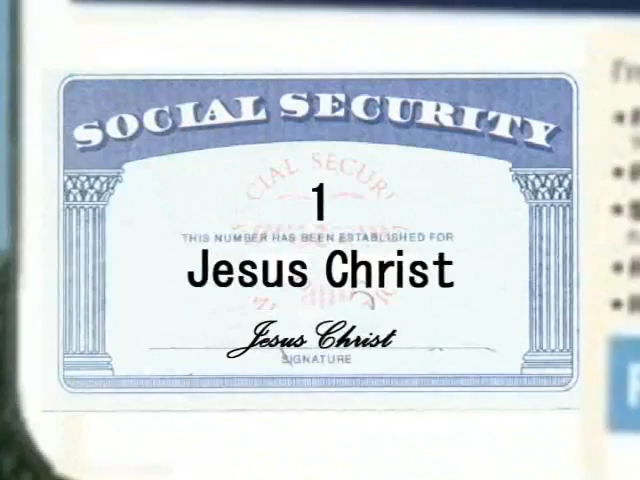 SOCIAL SECURITY
1
THIS NUMBER HAS BEEN ESTABLISHED FOR
Jesus Christ
Jesus Christ
SIGNATURE